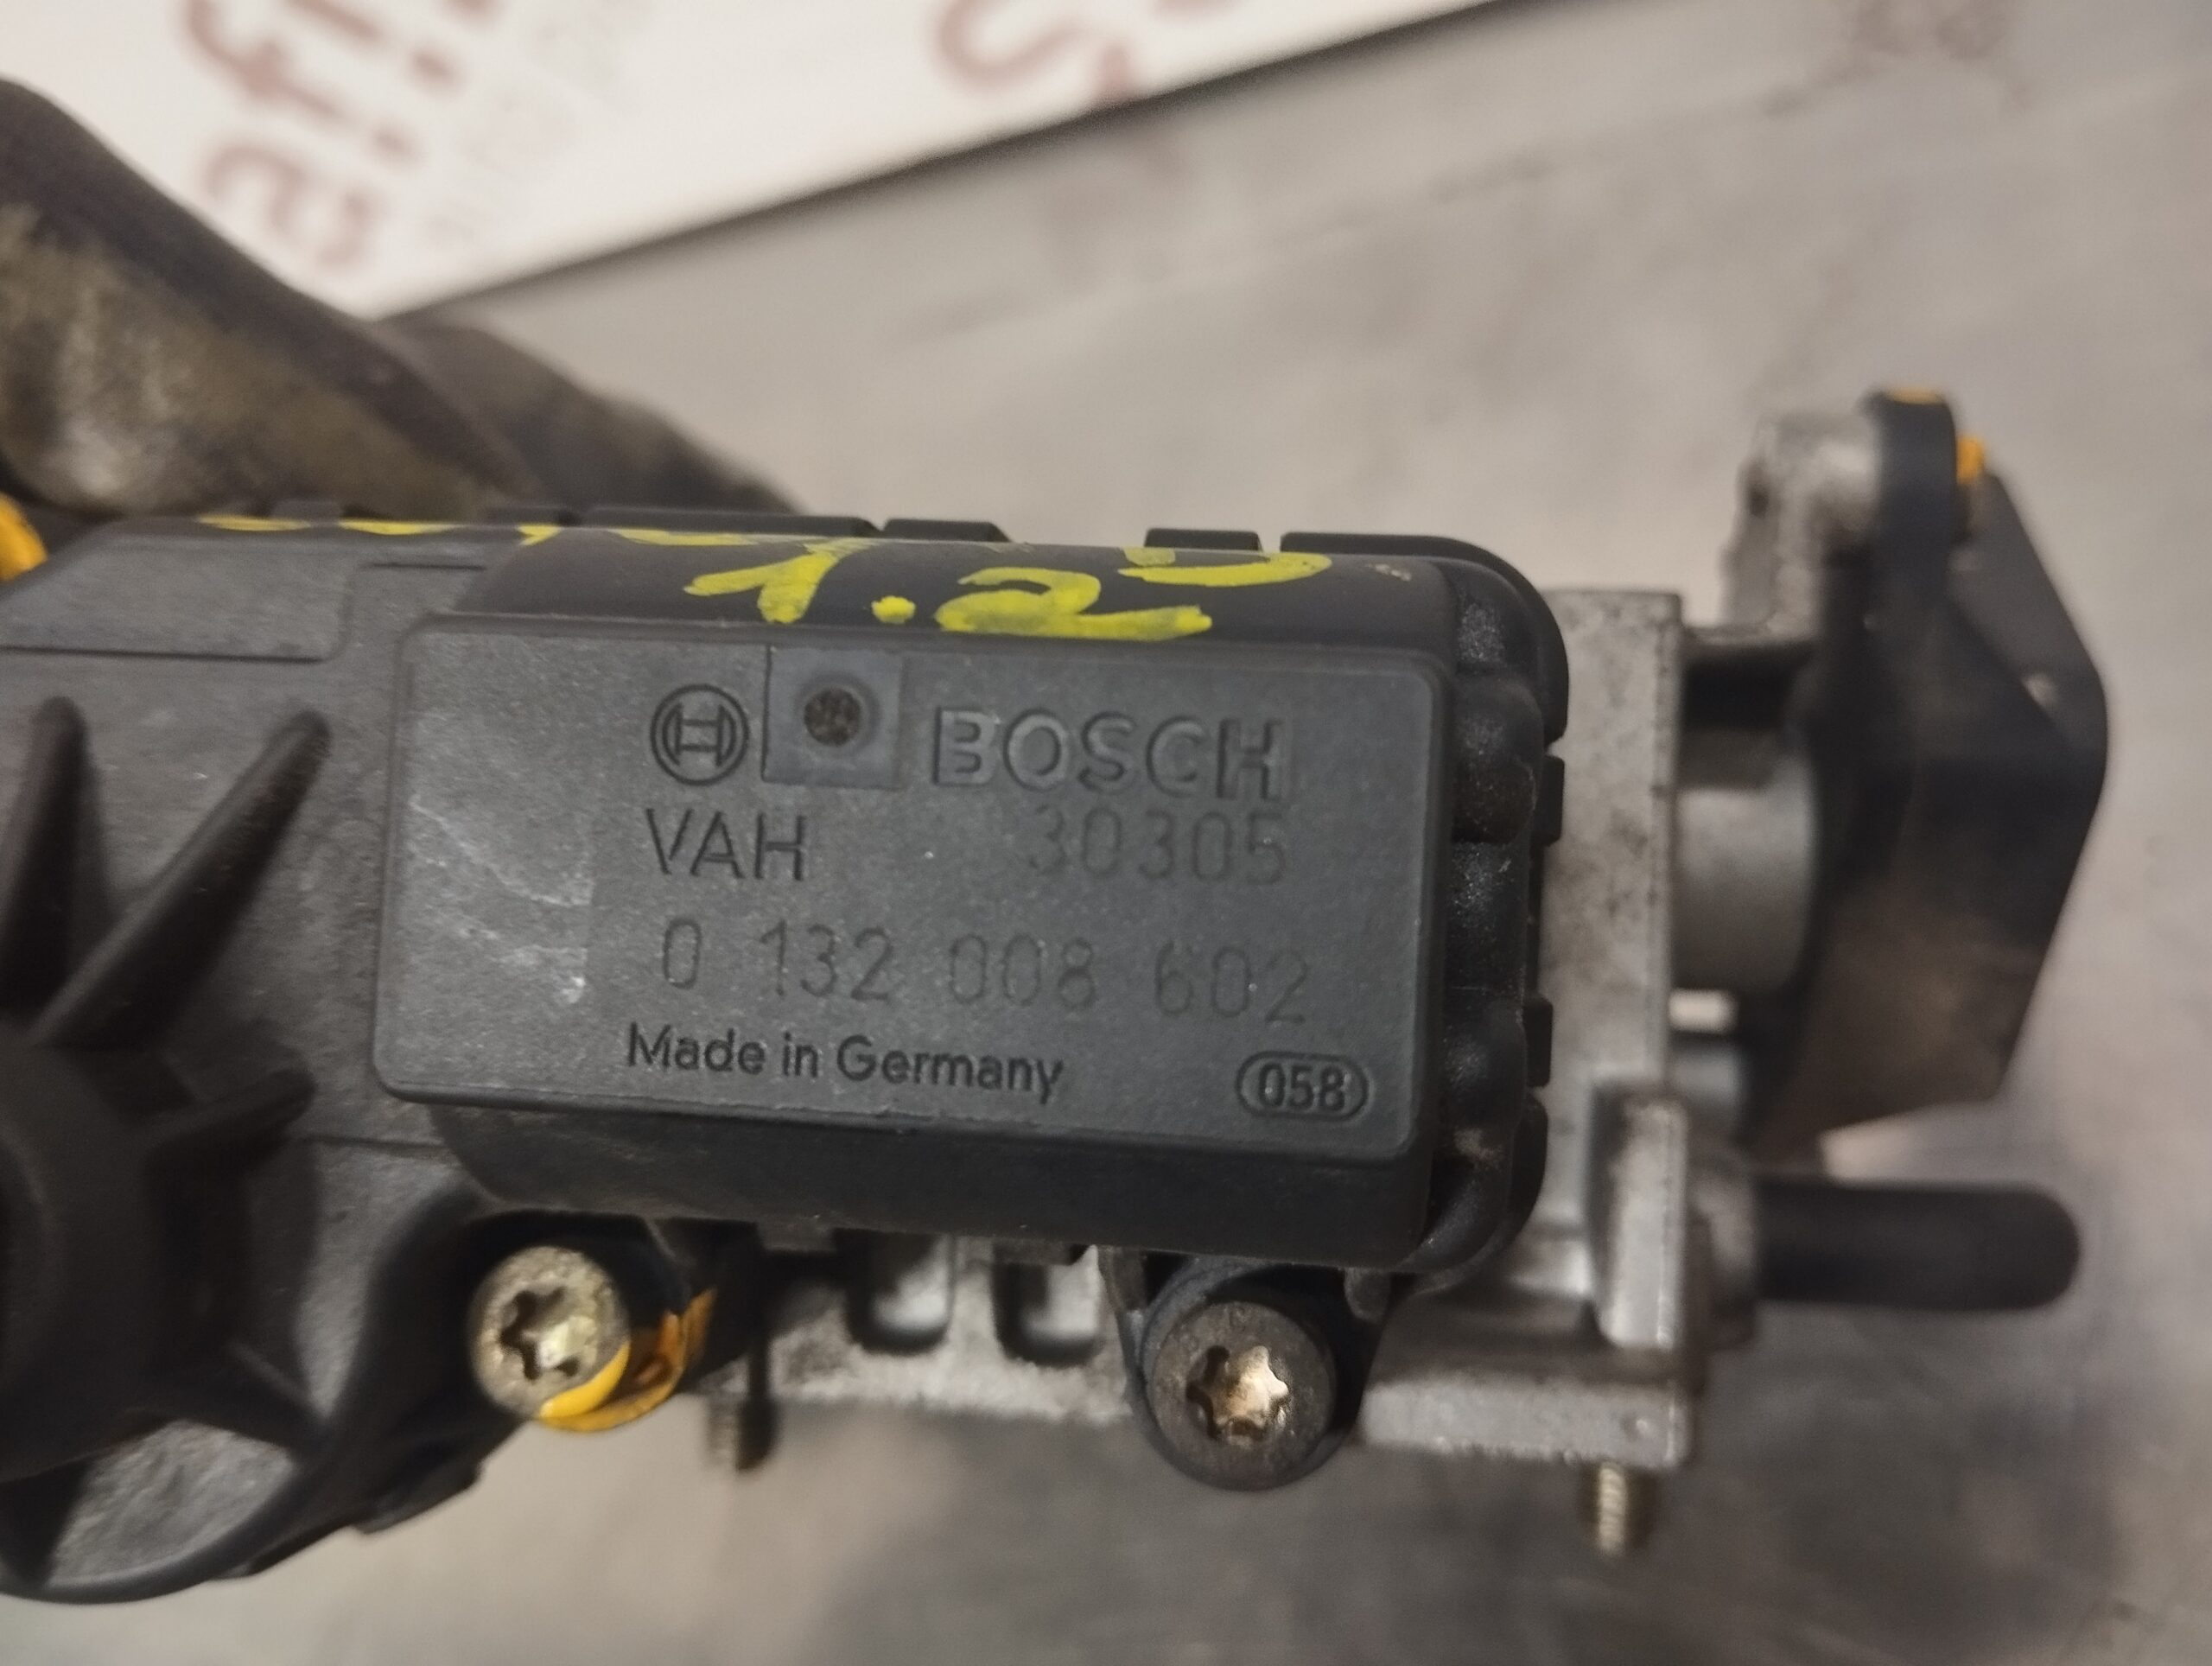 1.2
BOSCH
VAH 30305
0 132 008 602
Made in Germany
058